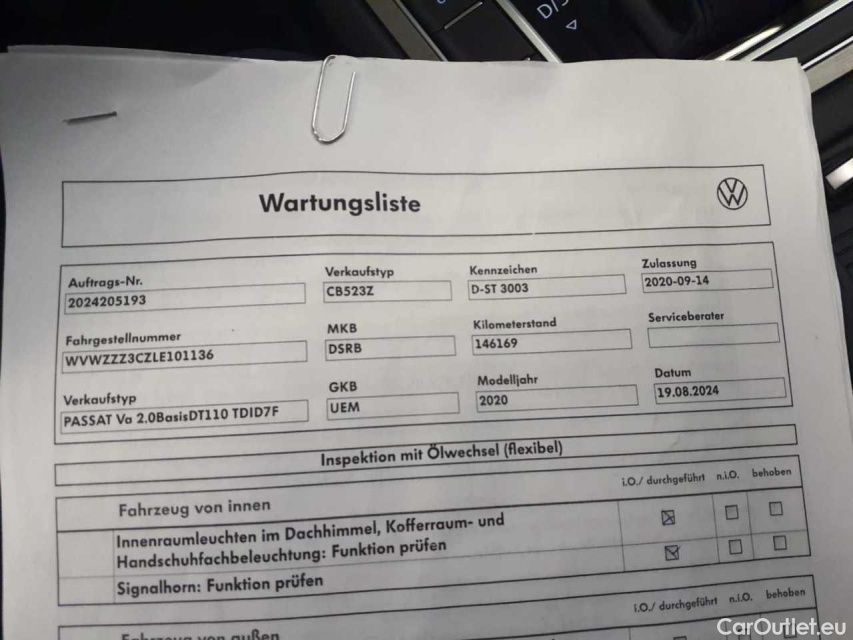 D/S
Wartungsliste
Auftrags-Nr.
2024205193
Verkaufstyp
CB523Z
Kennzeichen
D-ST 3003
Zulassung
2020-09-14
Fahrgestellnummer
WVWZZZ3CZLE101136
MKB
DSRB
Kilometerstand
146169
Serviceberater
Verkaufstyp
PASSAT Va 2.0BasisDT110 TDID7F
GKB
UEM
Modelljahr
2020
Datum
19.08.2024
Inspektion mit Ölwechsel (flexibel)
Fahrzeug von innen
i.O./ durchgeführt n.i.O. behoben
Innenraumleuchten im Dachhimmel, Kofferraum- und
Handschuhfachbeleuchtung: Funktion prüfen
Signalhorn: Funktion prüfen
Fahrzeug von außen
i.O./ durchgeführt n.i.O. behoben
CarOutlet.eu